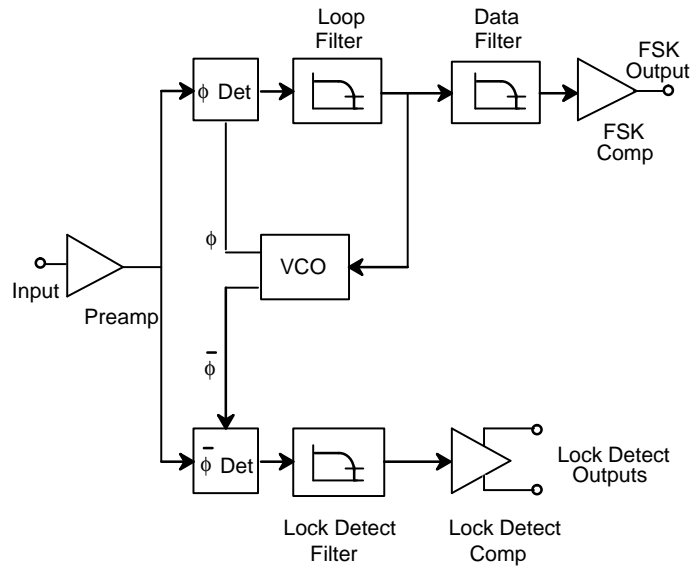 Loop
Filter
Data
Filter
FSK
Output
ϕ Det
FSK
Comp
ϕ
VCO
Input
Preamp
ϕ̅
ϕ̅ Det
Lock Detect
Outputs
Lock Detect
Filter
Lock Detect
Comp